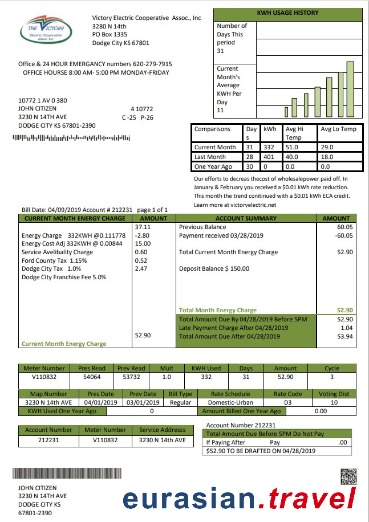 THE VICTORY
Electric Cooperative
Victory Electric Cooperative Assoc., Inc
3280 N 14th
PO Box 1335
Dodge City KS 67801
Office & 24 HOUR EMERGENCY numbers 620-279-7915
OFFICE HOURSE 8:00 AM- 5:00 PM MONDAY-FRIDAY
KWH USAGE HISTORY
Number of
Days This
period
31
Current
Month's
Average
KWH Per
Day
11
10772 1 AV 0 380
JOHN CITIZEN 4 10772
3230 N 14TH AVE C -25 P-26
DODGE CITY KS 67801-2390
Comparisons Day s kWh Avg Hi Temp Avg Lo Temp
Current Month 31 332 51.0 29.0
Last Month 28 401 40.0 18.0
One Year Ago 30 0 0.0 0.0
Our efforts to decreas thecost of wholesalepower paid off. In
January & February you received a $0.01 kWh rate reduction.
This month the trend continued with a $0.01 kWh ECA credit.
Learn more at victoryelectric.net
Bill Date: 04/09/2019 Account # 212231 page 1 of 1
CURRENT MONTH ENERGY CHARGE AMOUNT ACCOUNT SUMMARY AMOUNT
37.11 Previous Balance 60.05
Energy Charge 332KWH @0.111778 -2.80 Payment received 03/28/2019 -60.05
Energy Cost Adj 332KWH @ 0.00844 15.00
Service Avelibality Charge 0.60 Total Current Month Energy Charge 52.90
Ford County Tax 1.15% 0.52
Dodge City Tax 1.0% 2.47 Deposit Balance $ 150.00
Dodge City Franchise Fee 5.0%
Total Month Energy Charge 52.90
Total Amount Due By 04/28/2019 Before 5PM 52.90
Late Payment Charge After 04/28/2019 1.04
52.90 Total Amount Due After 04/28/2019 53.94
Current Month Energy Charge
Meter Number Pres Read Prev Read Mult KWH Used Days Amount Cycle
V110832 54064 53732 1.0 332 31 52.90 3
Map Number Pres Date Prev Date Bill Type Rate Schedule Rate Code Voting Dist
3230 N 14th AVE 04/01/2019 03/01/2019 Regular Domestic-Urban D3 10
KWH Used One Year Ago 0 Amount Billed One Year Ago 0.00
Account Number Meter Number Service Addresss
212231 V110832 3230 N 14TH AVE
Account Number 212231
Total Amount Due Before 5PM Do Not Pay
If Paying After Pay .00
$52.90 TO BE DRAFTED ON 04/28/2019
JOHN CITIZEN
3230 N 14TH AVE
DODGE CITY KS
67801-2390
eurasian.travel